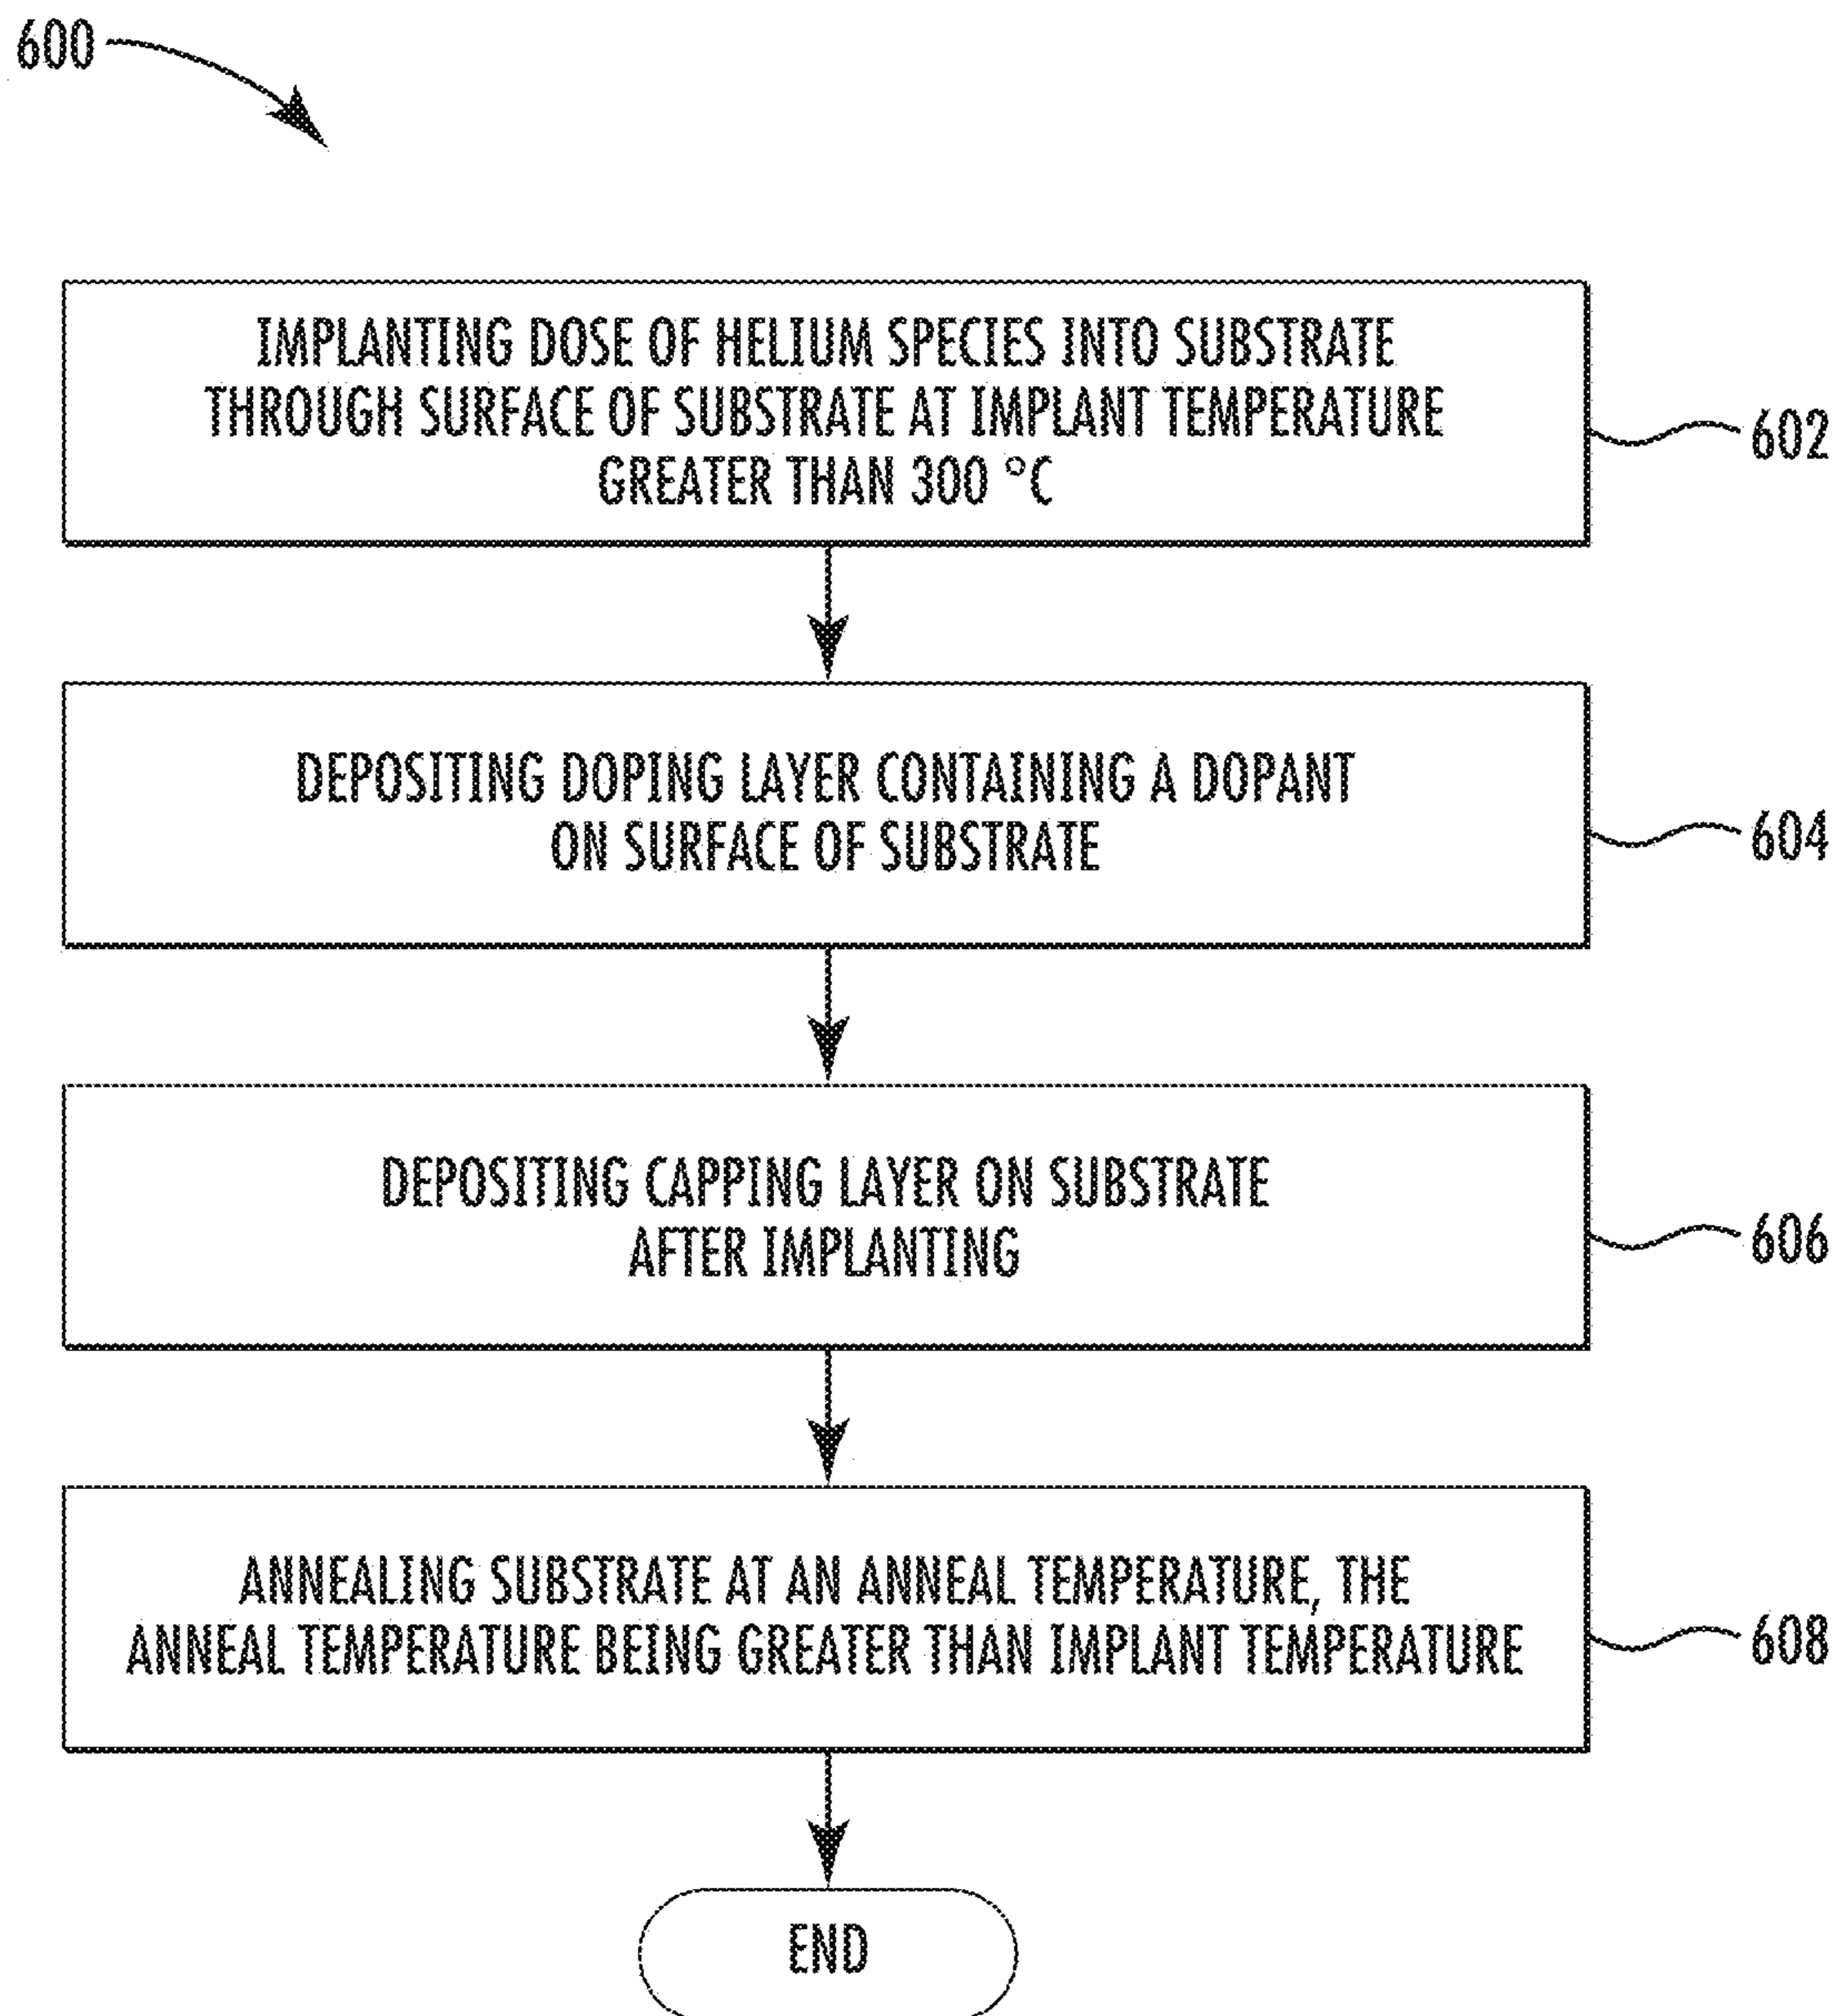 600
IMPLANTING DOSE OF HELIUM SPECIES INTO SUBSTRATE
THROUGH SURFACE OF SUBSTRATE AT IMPLANT TEMPERATURE
GREATER THAN 300 °C
602
DEPOSITING DOPING LAYER CONTAINING A DOPANT
ON SURFACE OF SUBSTRATE
604
DEPOSITING CAPPING LAYER ON SUBSTRATE
AFTER IMPLANTING
606
ANNEALING SUBSTRATE AT AN ANNEAL TEMPERATURE, THE
ANNEAL TEMPERATURE BEING GREATER THAN IMPLANT TEMPERATURE
608
END